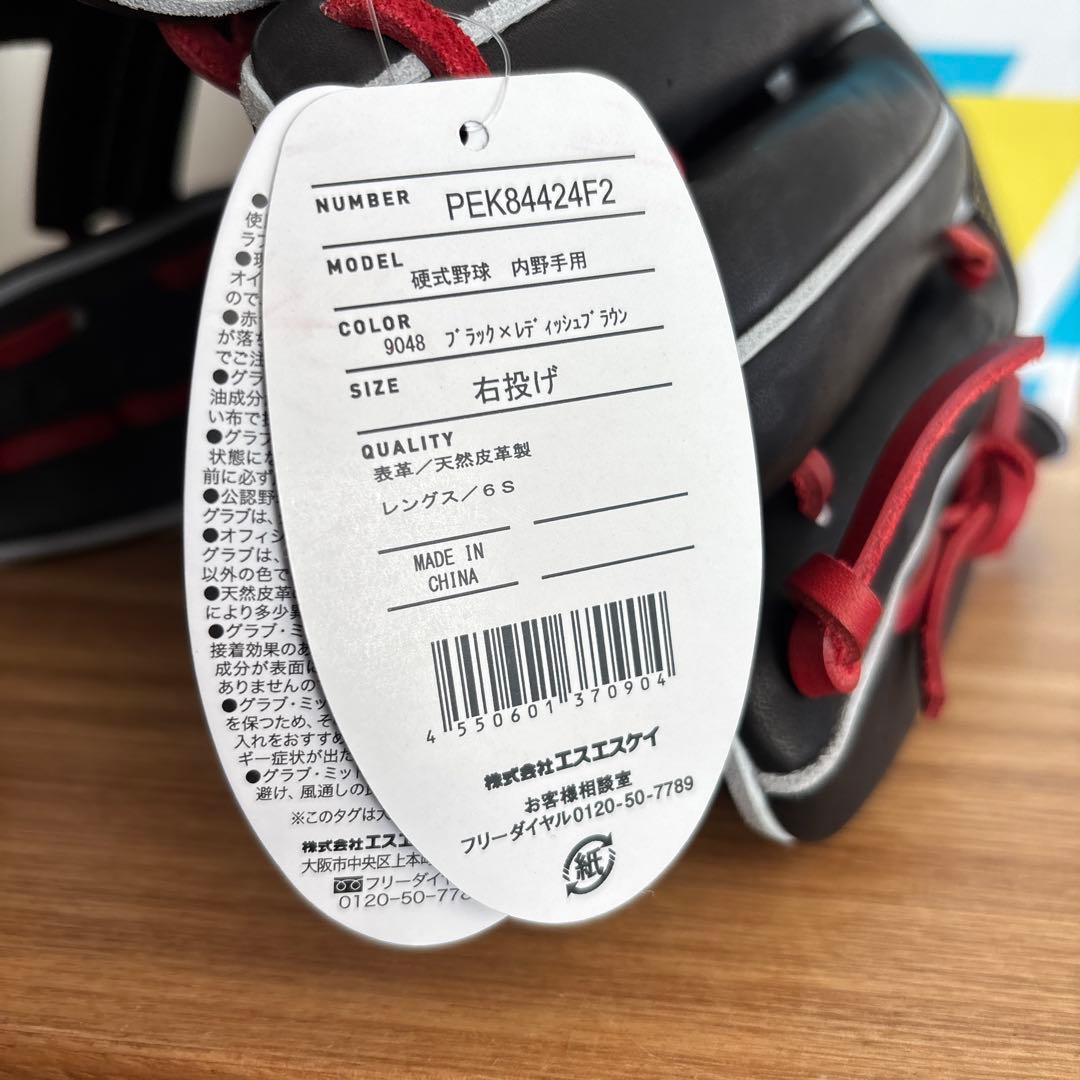 NUMBER PEK84424F2
MODEL 硬式野球 内野手用
COLOR 9048 ブラック×レディッシュブラウン
SIZE 右投げ
QUALITY
表革/天然皮革製
レングス/6S
MADE IN
CHINA
4 550601 370904
株式会社エスエスケイ
お客様相談室
フリーダイヤル0120-50-7789
紙
●
使
ラブ
●
オイ
ので
●赤
が落
でご注
●グラ
油成分
い布で
●グラブ
状態にな
前に必ず
●公認野
グラブは、
●オフィシ
グラブは、
以外の色で
●天然皮革
により多少
●グラブ・ミ
接着効果のあ
成分が表面に
ありませんの
●グラブ・ミッ
を保つため、そ
入れをおすすめ
ギー症状が出た
●グラブ・ミット
避け、風通しの
※このタグは
株式会社エスエ
大阪市中央区上本
フリーダイ
0120-50-778